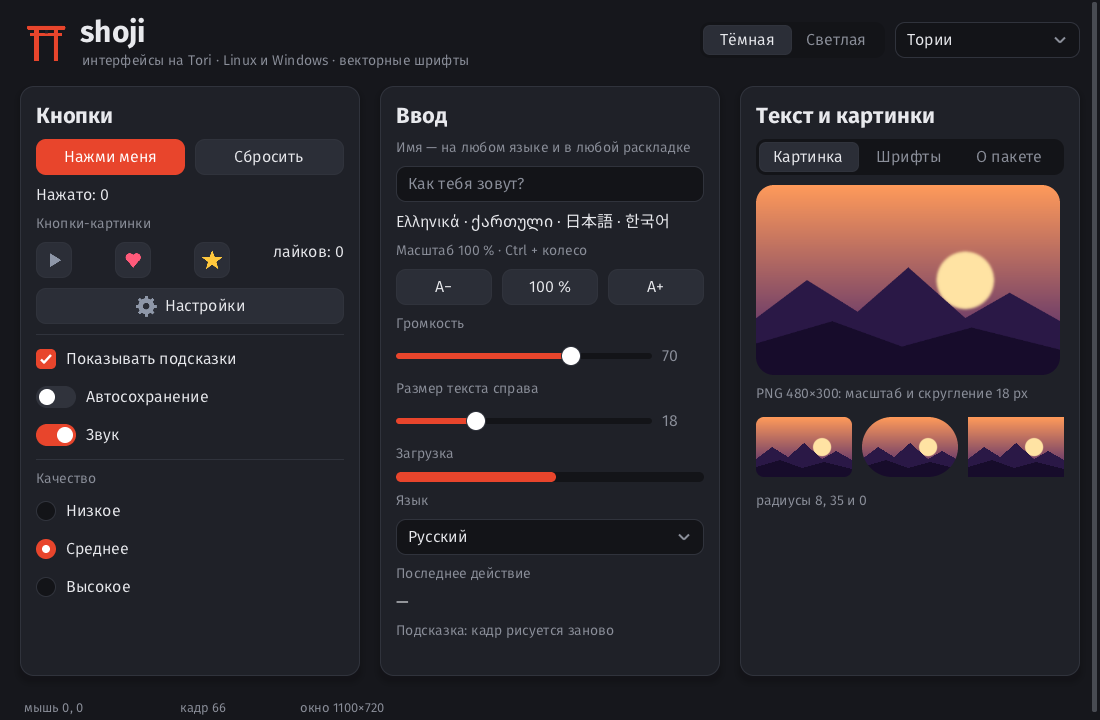 shoji
интерфейсы на Tori · Linux и Windows · векторные шрифты
Тёмная
Светлая
Тории
Кнопки
Нажми меня
Сбросить
Нажато: 0
Кнопки-картинки
лайков: 0
Настройки
Показывать подсказки
Автосохранение
Звук
Качество
Низкое
Среднее
Высокое
Ввод
Имя — на любом языке и в любой раскладке
Как тебя зовут?
Ελληνικά · ქართული · 日本語 · 한국어
Масштаб 100 % · Ctrl + колесо
A−
100 %
A+
Громкость
70
Размер текста справа
18
Загрузка
Язык
Русский
Последнее действие
—
Подсказка: кадр рисуется заново
Текст и картинки
Картинка
Шрифты
О пакете
PNG 480×300: масштаб и скругление 18 px
радиусы 8, 35 и 0
мышь 0, 0
кадр 66
окно 1100×720